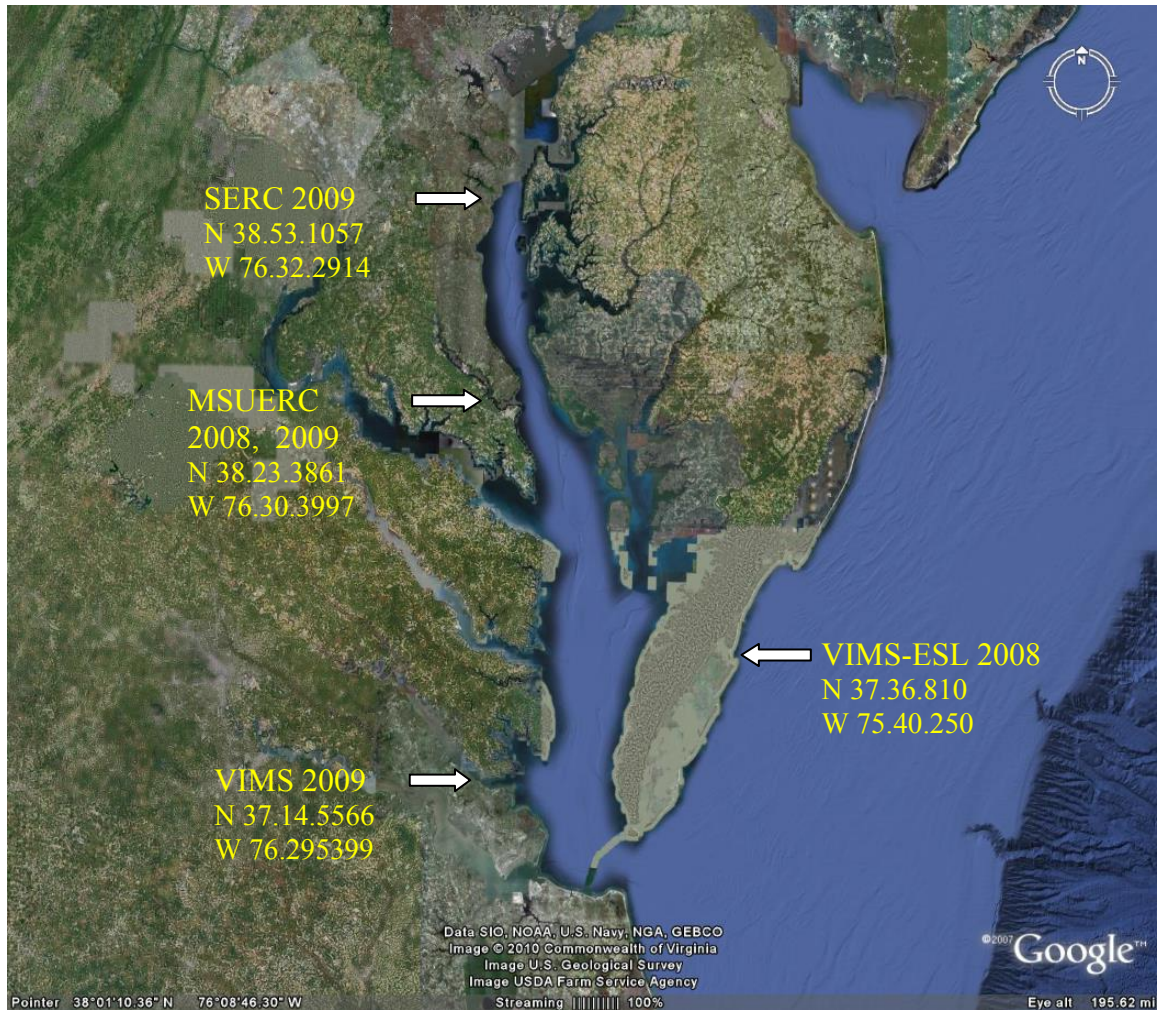 N
SERC 2009
N 38.53.1057
W 76.32.2914
MSUERC
2008, 2009
N 38.23.3861
W 76.30.3997
VIMS-ESL 2008
N 37.36.810
W 75.40.250
VIMS 2009
N 37.14.5566
W 76.295399
Data SIO, NOAA, U.S. Navy, NGA, GEBCO
Image © 2010 Commonwealth of Virginia
Image U.S. Geological Survey
Image USDA Farm Service Agency
©2007 Google™
Pointer 38°01'10.36" N 76°08'46.30" W Streaming ||||||||| 100% Eye alt 195.62 mi